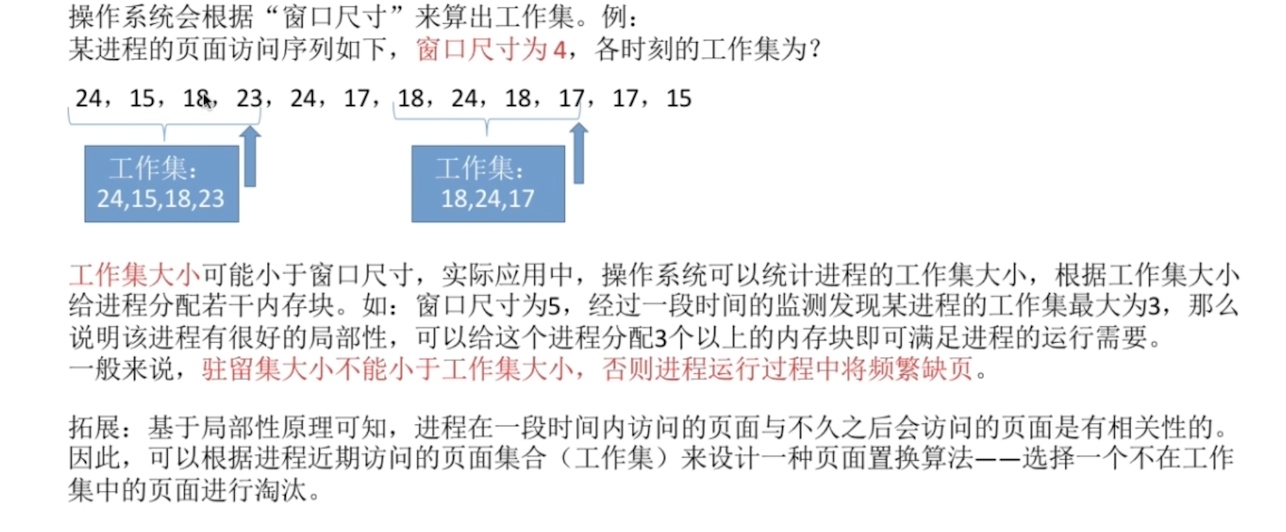 操作系统会根据“窗口尺寸”来算出工作集。例：
某进程的页面访问序列如下，窗口尺寸为 4，各时刻的工作集为？
24，15，18，23，24，17，18，24，18，17，17，15
工作集：
24,15,18,23
工作集：
18,24,17
工作集大小可能小于窗口尺寸，实际应用中，操作系统可以统计进程的工作集大小，根据工作集大小
给进程分配若干内存块。如：窗口尺寸为5，经过一段时间的监测发现某进程的工作集最大为3，那么
说明该进程有很好的局部性，可以给这个进程分配3个以上的内存块即可满足进程的运行需要。
一般来说，驻留集大小不能小于工作集大小，否则进程运行过程中将频繁缺页。
拓展：基于局部性原理可知，进程在一段时间内访问的页面与不久之后会访问的页面是有相关性的。
因此，可以根据进程近期访问的页面集合（工作集）来设计一种页面置换算法——选择一个不在工作
集中的页面进行淘汰。